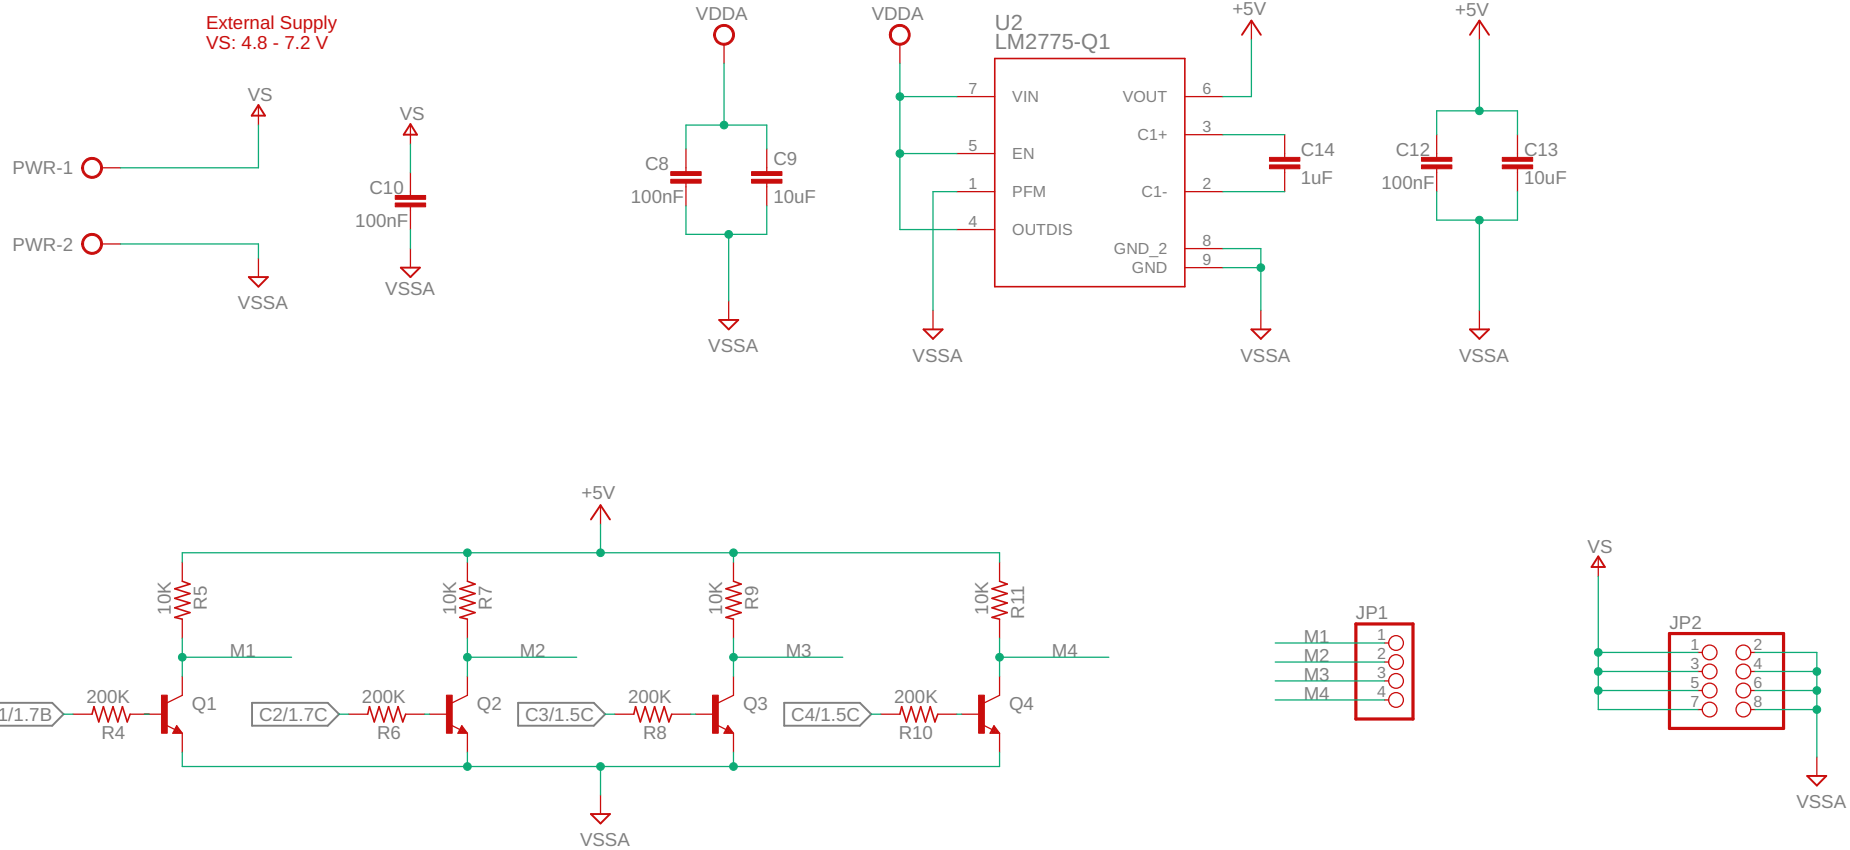 External Supply
VS: 4.8 - 7.2 V
VS
PWR-1
PWR-2
VSSA
VS
C10
100nF
VSSA
VDDA
C8
100nF
C9
10uF
VSSA
VDDA
U2
LM2775-Q1
7 VIN
5 EN
1 PFM
4 OUTDIS
VOUT 6
C1+ 3
C1- 2
GND_2 8
GND 9
VSSA
+5V
C14
1uF
VSSA
+5V
C12
100nF
C13
10uF
VSSA
+5V
10K
R5
M1
1/1.7B
200K
R4
Q1
10K
R7
M2
C2/1.7C
200K
R6
Q2
10K
R9
M3
C3/1.5C
200K
R8
Q3
10K
R11
M4
C4/1.5C
200K
R10
Q4
VSSA
JP1
M1 1
M2 2
M3 3
M4 4
VS
JP2
1 2
3 4
5 6
7 8
VSSA